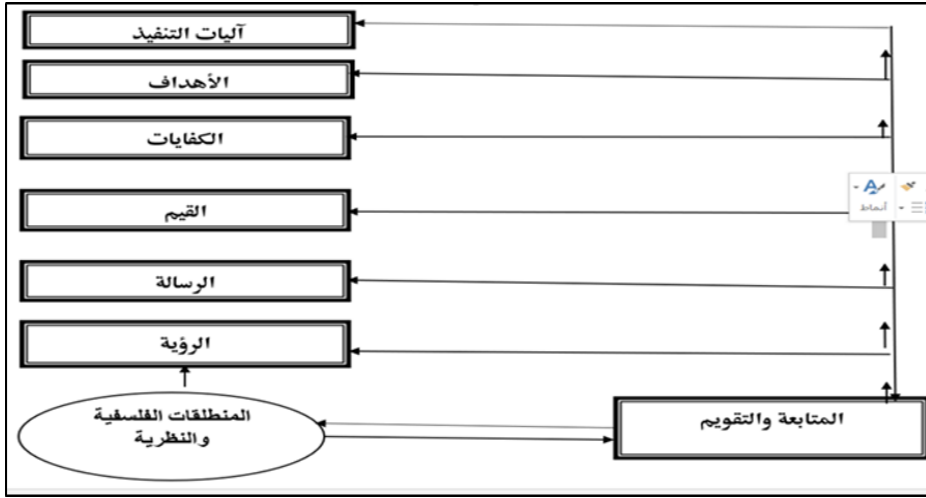 آليات التنفيذ
الأهداف
الكفايات
القيم
أنماط
الرسالة
الرؤية
المنطلقات الفلسفية
والنظرية
المتابعة والتقويم